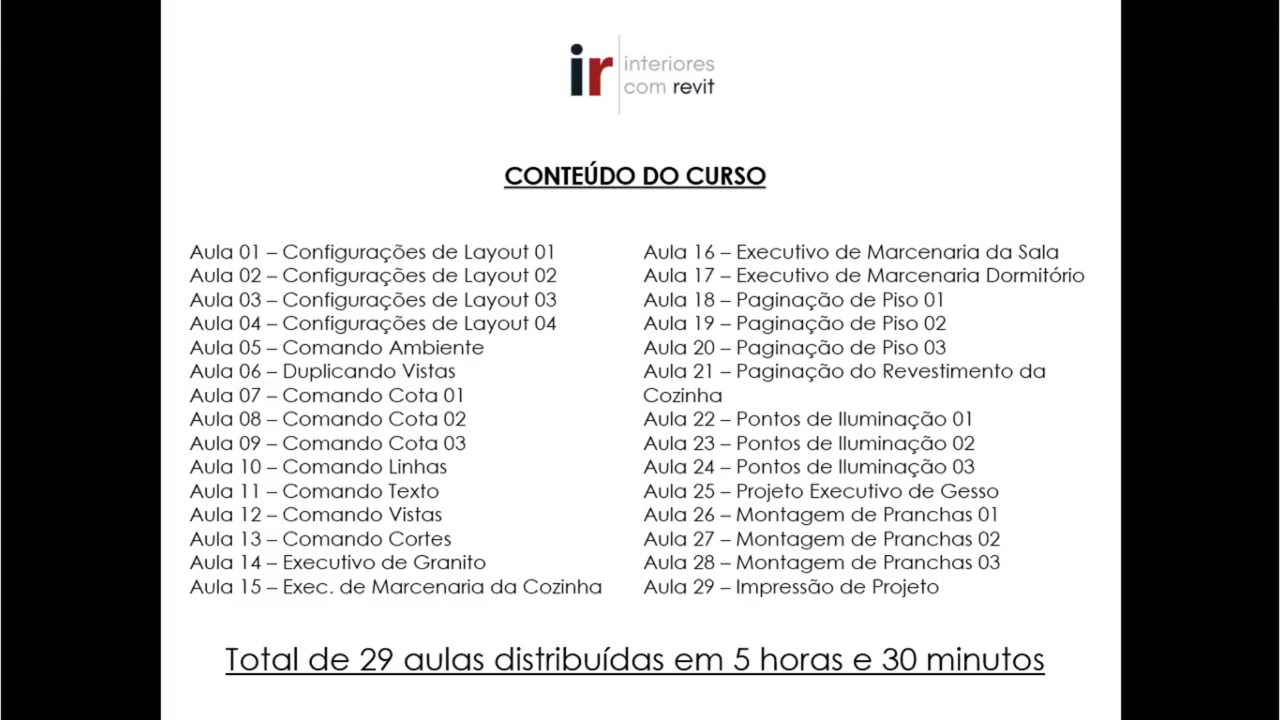 ir interiores
com revit
CONTEÚDO DO CURSO
Aula 01 – Configurações de Layout 01
Aula 02 – Configurações de Layout 02
Aula 03 – Configurações de Layout 03
Aula 04 – Configurações de Layout 04
Aula 05 – Comando Ambiente
Aula 06 – Duplicando Vistas
Aula 07 – Comando Cota 01
Aula 08 – Comando Cota 02
Aula 09 – Comando Cota 03
Aula 10 – Comando Linhas
Aula 11 – Comando Texto
Aula 12 – Comando Vistas
Aula 13 – Comando Cortes
Aula 14 – Executivo de Granito
Aula 15 – Exec. de Marcenaria da Cozinha
Aula 16 – Executivo de Marcenaria da Sala
Aula 17 – Executivo de Marcenaria Dormitório
Aula 18 – Paginação de Piso 01
Aula 19 – Paginação de Piso 02
Aula 20 – Paginação de Piso 03
Aula 21 – Paginação do Revestimento da
Cozinha
Aula 22 – Pontos de Iluminação 01
Aula 23 – Pontos de Iluminação 02
Aula 24 – Pontos de Iluminação 03
Aula 25 – Projeto Executivo de Gesso
Aula 26 – Montagem de Pranchas 01
Aula 27 – Montagem de Pranchas 02
Aula 28 – Montagem de Pranchas 03
Aula 29 – Impressão de Projeto
Total de 29 aulas distribuídas em 5 horas e 30 minutos